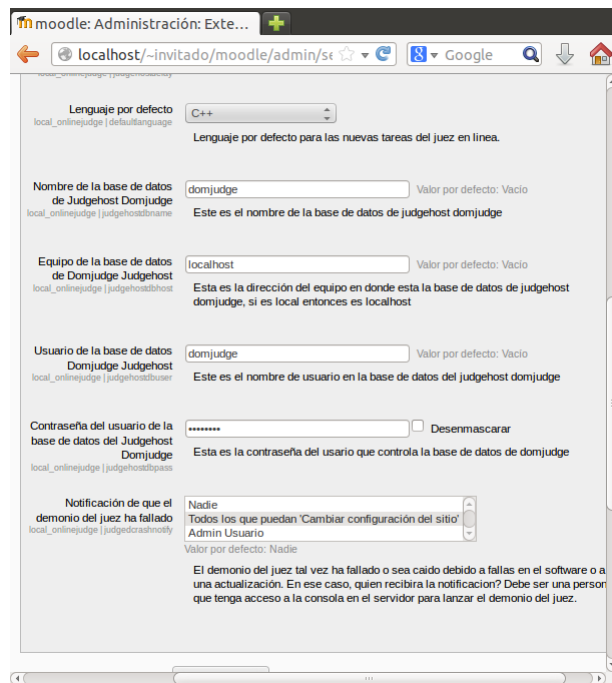 moodle: Administración: Exte...
localhost/~invitado/moodle/admin/se
Google
Lenguaje por defecto
local_onlinejudge | defaultlanguage
C++
Lenguaje por defecto para las nuevas tareas del juez en linea.
Nombre de la base de datos
de Judgehost Domjudge
local_onlinejudge | judgehostdbname
domjudge
Valor por defecto: Vacio
Este es el nombre de la base de datos de judgehost domjudge
Equipo de la base de datos
de Domjudge Judgehost
local_onlinejudge | judgehostdbhost
localhost
Valor por defecto: Vacio
Esta es la dirección del equipo en donde esta la base de datos de judgehost
domjudge, si es local entonces es localhost
Usuario de la base de datos
Domjudge Judgehost
local_onlinejudge | judgehostdbuser
domjudge
Valor por defecto: Vacio
Este es el nombre de usuario en la base de datos del judgehost domjudge
Contraseña del usuario de la
base de datos del Judgehost
Domjudge
local_onlinejudge | judgehostdbpass
••••••••
Desenmascarar
Esta es la contraseña del usario que controla la base de datos de domjudge
Notificación de que el
demonio del juez ha fallado
local_onlinejudge | judgedcrashnotify
Nadie
Todos los que puedan 'Cambiar configuración del sitio'
Admin Usuario
Valor por defecto: Nadie
El demonio del juez tal vez ha fallado o sea caido debido a fallas en el software o a
una actualización. En ese caso, quien recibira la notificacion? Debe ser una person
que tenga acceso a la consola en el servidor para lanzar el demonio del juez.